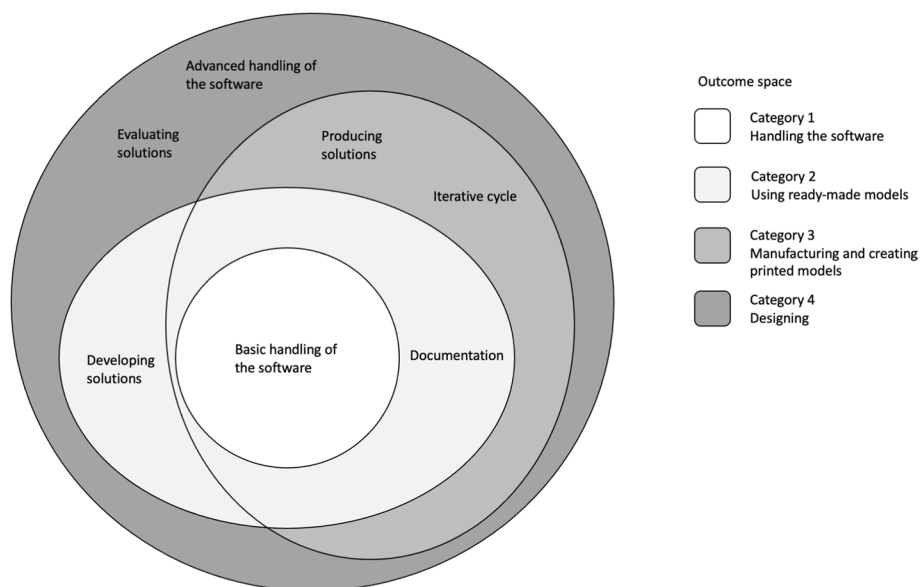 Advanced handling of
the software
Evaluating
solutions
Producing
solutions
Iterative cycle
Developing
solutions
Basic handling of
the software
Documentation
Outcome space
Category 1
Handling the software
Category 2
Using ready-made models
Category 3
Manufacturing and creating
printed models
Category 4
Designing